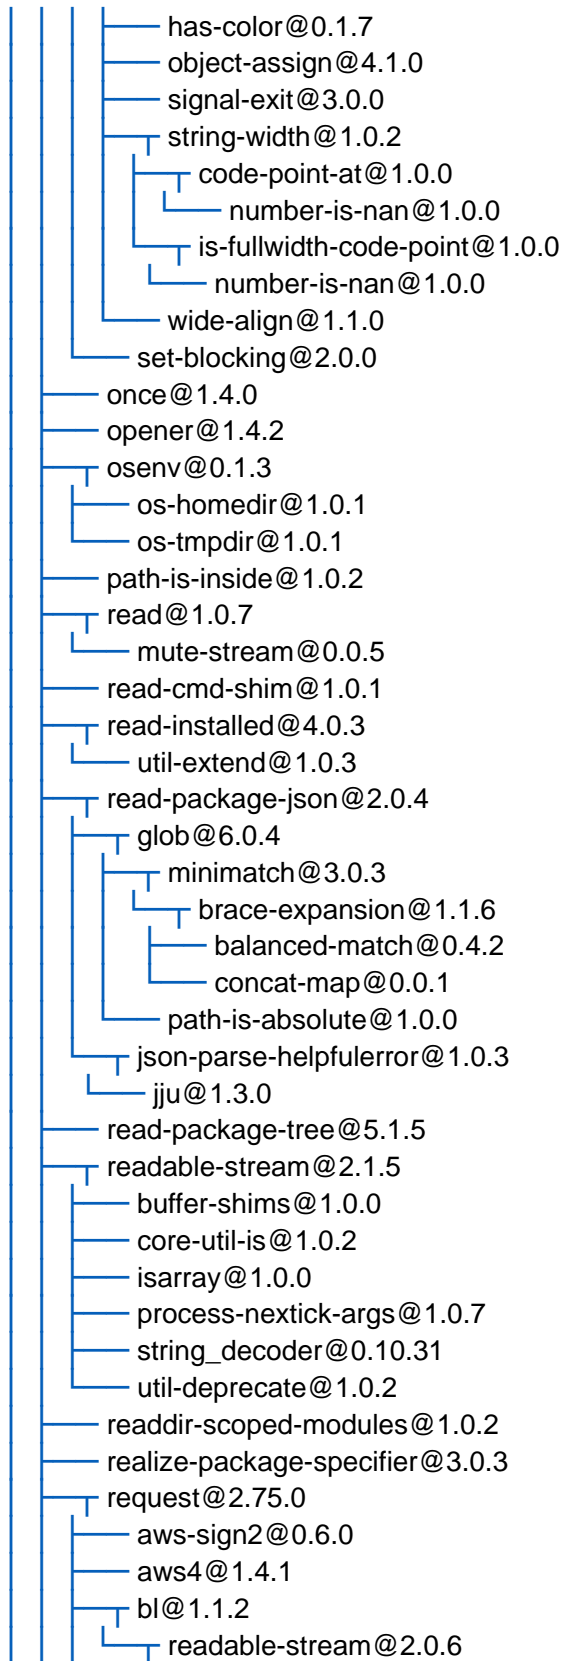 has-color@0.1.7
object-assign@4.1.0
signal-exit@3.0.0
string-width@1.0.2
code-point-at@1.0.0
number-is-nan@1.0.0
is-fullwidth-code-point@1.0.0
number-is-nan@1.0.0
wide-align@1.1.0
set-blocking@2.0.0
once@1.4.0
opener@1.4.2
osenv@0.1.3
os-homedir@1.0.1
os-tmpdir@1.0.1
path-is-inside@1.0.2
read@1.0.7
mute-stream@0.0.5
read-cmd-shim@1.0.1
read-installed@4.0.3
util-extend@1.0.3
read-package-json@2.0.4
glob@6.0.4
minimatch@3.0.3
brace-expansion@1.1.6
balanced-match@0.4.2
concat-map@0.0.1
path-is-absolute@1.0.0
json-parse-helpfulerror@1.0.3
jju@1.3.0
read-package-tree@5.1.5
readable-stream@2.1.5
buffer-shims@1.0.0
core-util-is@1.0.2
isarray@1.0.0
process-nextick-args@1.0.7
string_decoder@0.10.31
util-deprecate@1.0.2
readdir-scoped-modules@1.0.2
realize-package-specifier@3.0.3
request@2.75.0
aws-sign2@0.6.0
aws4@1.4.1
bl@1.1.2
readable-stream@2.0.6